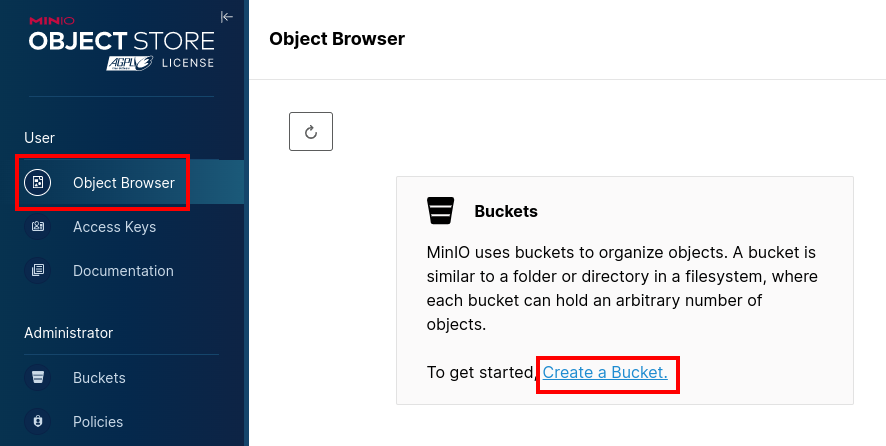 MINIO
OBJECT STORE
AGPL LICENSE
User
Object Browser
Access Keys
Documentation
Administrator
Buckets
Policies
Object Browser
Buckets
MinIO uses buckets to organize objects. A bucket is
similar to a folder or directory in a filesystem, where
each bucket can hold an arbitrary number of
objects.
To get started, Create a Bucket.